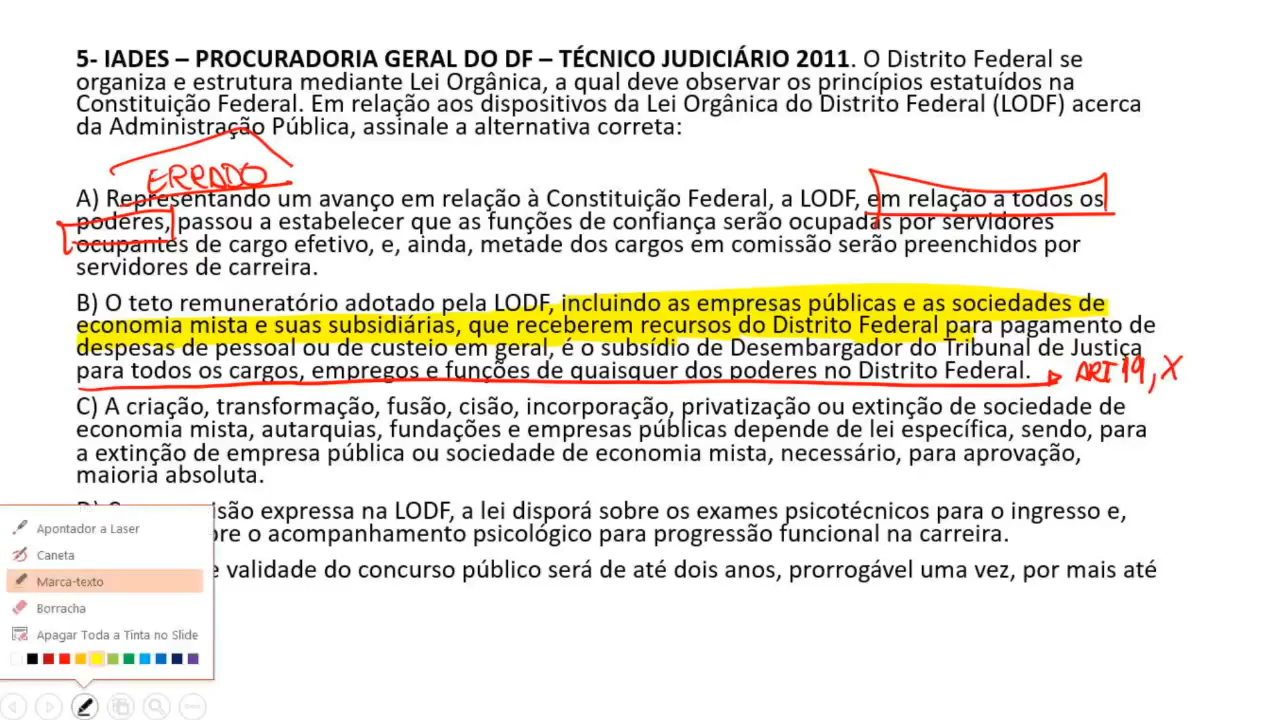 5- IADES – PROCURADORIA GERAL DO DF – TÉCNICO JUDICIÁRIO 2011. O Distrito Federal se
organiza e estrutura mediante Lei Orgânica, a qual deve observar os princípios estatuídos na
Constituição Federal. Em relação aos dispositivos da Lei Orgânica do Distrito Federal (LODF) acerca
da Administração Pública, assinale a alternativa correta:
ERRADO
A) Representando um avanço em relação à Constituição Federal, a LODF, em relação a todos os
poderes, passou a estabelecer que as funções de confiança serão ocupadas por servidores
ocupantes de cargo efetivo, e, ainda, metade dos cargos em comissão serão preenchidos por
servidores de carreira.
B) O teto remuneratório adotado pela LODF, incluindo as empresas públicas e as sociedades de
economia mista e suas subsidiárias, que receberem recursos do Distrito Federal para pagamento de
despesas de pessoal ou de custeio em geral, é o subsídio de Desembargador do Tribunal de Justiça
para todos os cargos, empregos e funções de quaisquer dos poderes no Distrito Federal.
ART 19, X
C) A criação, transformação, fusão, cisão, incorporação, privatização ou extinção de sociedade de
economia mista, autarquias, fundações e empresas públicas depende de lei específica, sendo, para
a extinção de empresa pública ou sociedade de economia mista, necessário, para aprovação,
maioria absoluta.
isão expressa na LODF, a lei disporá sobre os exames psicotécnicos para o ingresso e,
bre o acompanhamento psicológico para progressão funcional na carreira.
e validade do concurso público será de até dois anos, prorrogável uma vez, por mais até
Apontador a Laser
Caneta
Marca-texto
Borracha
Apagar Toda a Tinta no Slide